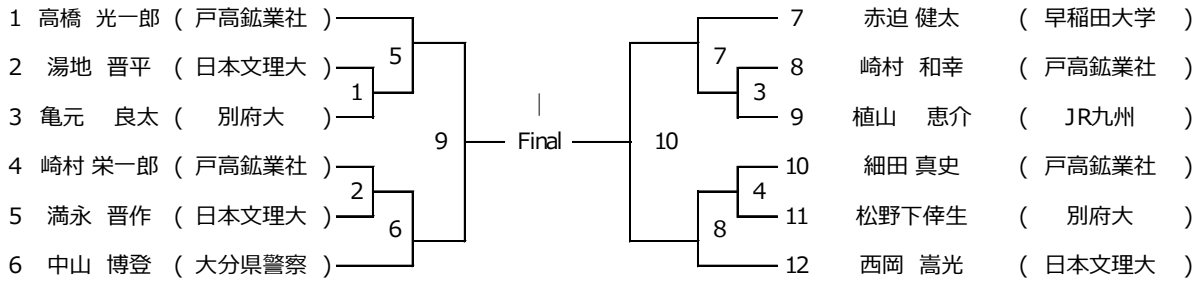 1 高橋 光一郎 ( 戸高鉱業社 ) 7 赤迫 健太 ( 早稲田大学 )
5 7
2 湯地 晋平 ( 日本文理大 ) 8 崎村 和幸 ( 戸高鉱業社 )
1 3
3 亀元 良太 ( 別府大 ) 9 植山 恵介 ( JR九州 )
9 Final 10
4 崎村 栄一郎 ( 戸高鉱業社 ) 10 細田 真史 ( 戸高鉱業社 )
2 4
5 満永 晋作 ( 日本文理大 ) 11 松野下倖生 ( 別府大 )
6 8
6 中山 博登 ( 大分県警察 ) 12 西岡 嵩光 ( 日本文理大 )